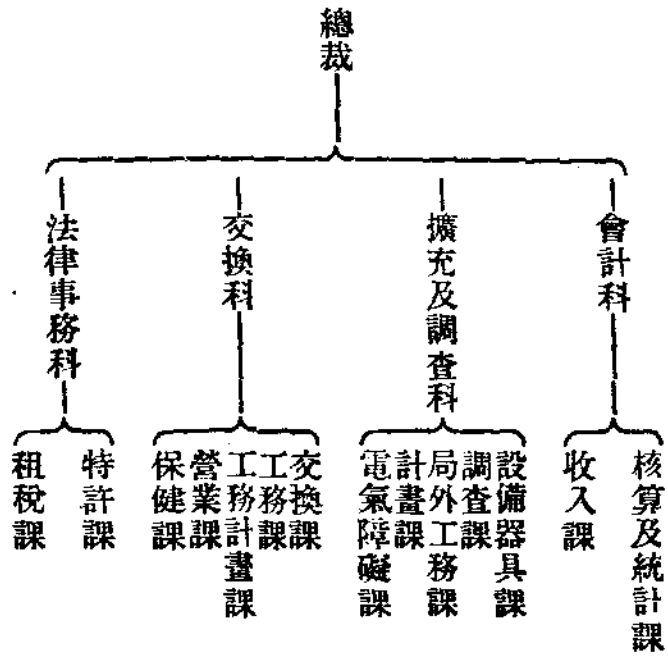 總裁
會計科
擴充及調查科
交換科
法律事務科
核算及統計課
收入課
設備器具課
調查課
局外工務課
計畫課
電氣障礙課
交換課
工務課
工務計畫課
營業課
保健課
特許課
租稅課